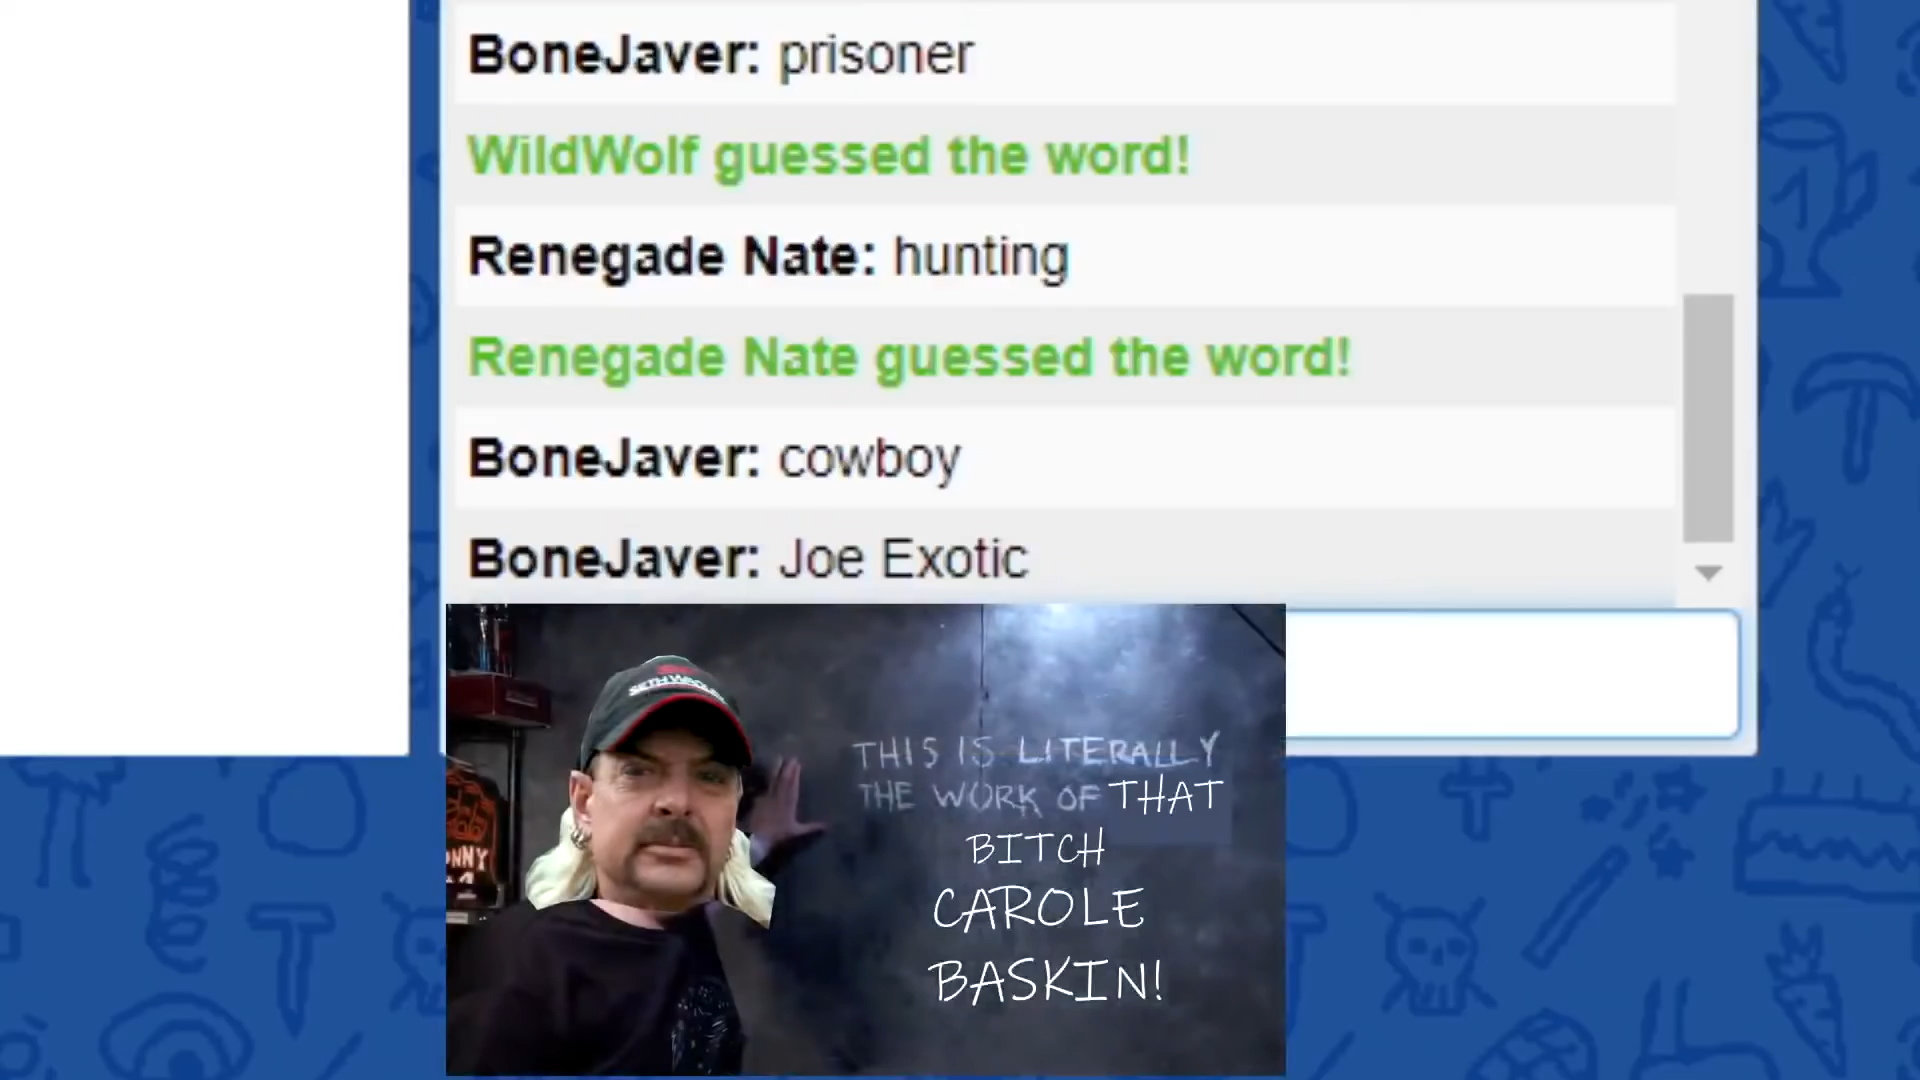 BoneJaver: prisoner
WildWolf guessed the word!
Renegade Nate: hunting
Renegade Nate guessed the word!
BoneJaver: cowboy
BoneJaver: Joe Exotic
THIS IS LITERALLY
THE WORK OF THAT
BITCH
CAROLE
BASKIN!